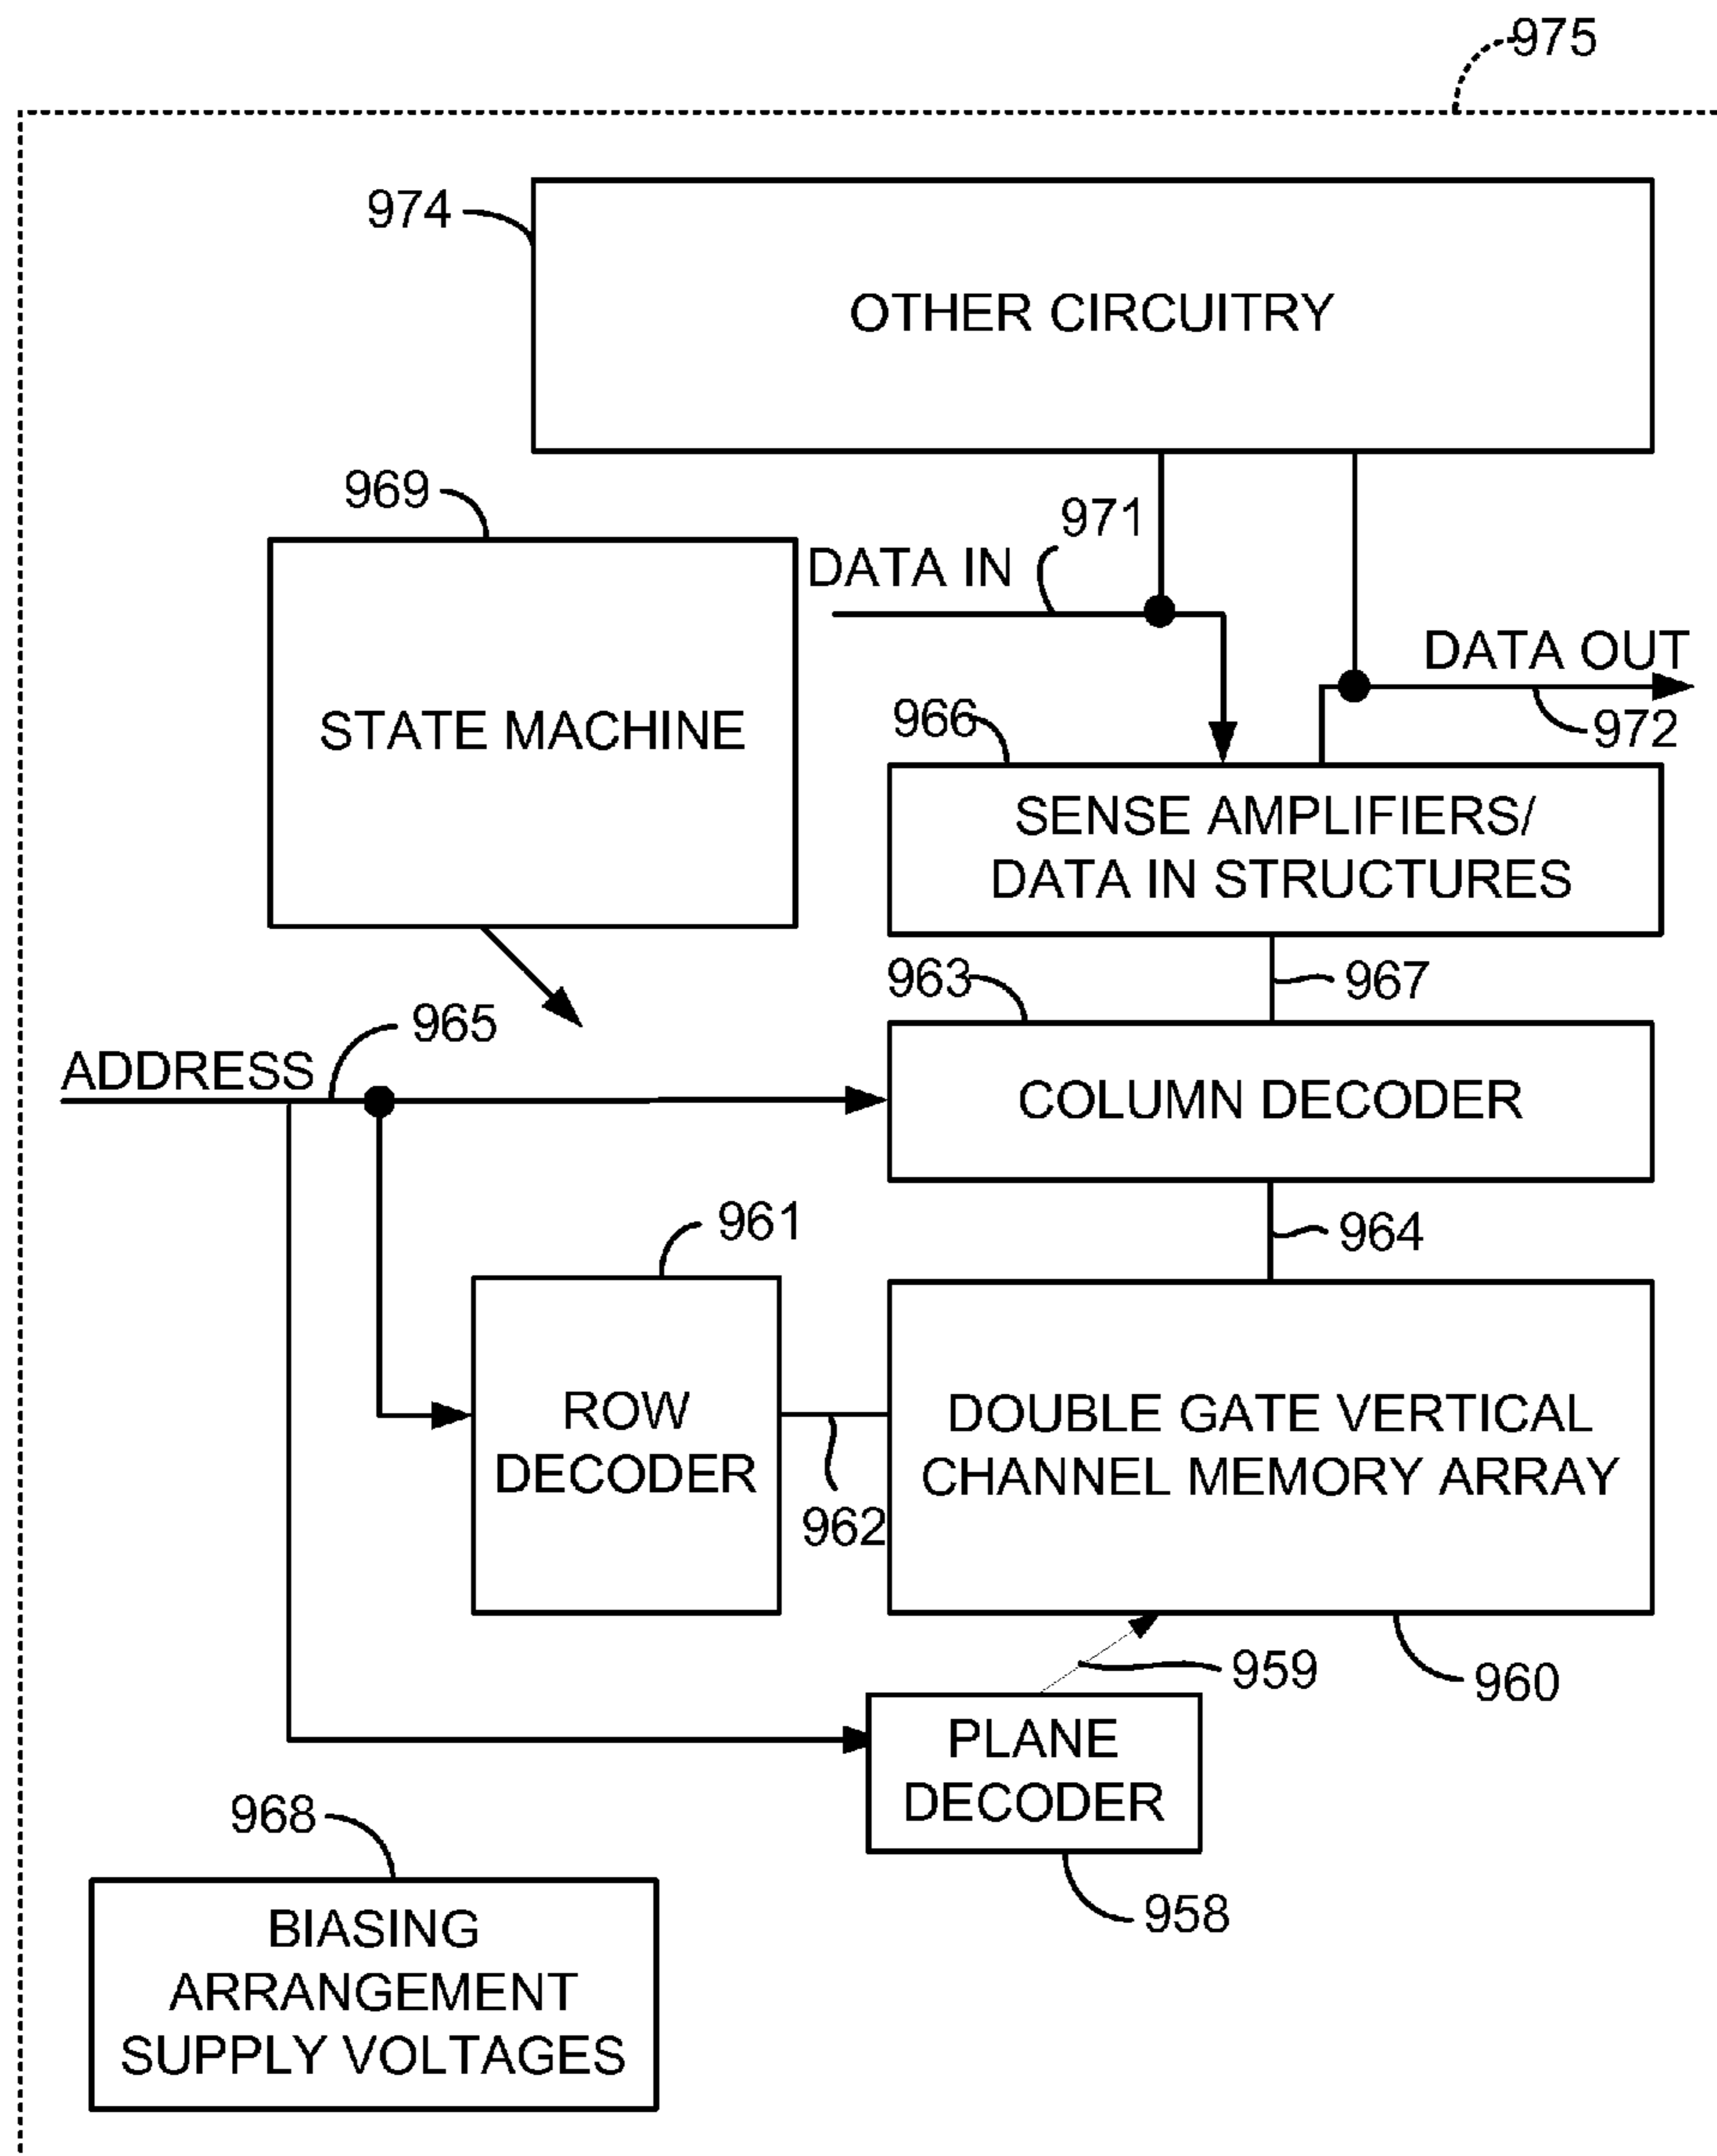 975
974
OTHER CIRCUITRY
969
971
DATA IN
DATA OUT
STATE MACHINE
966
972
SENSE AMPLIFIERS/
DATA IN STRUCTURES
963
967
965
ADDRESS
COLUMN DECODER
961
964
ROW
DECODER
DOUBLE GATE VERTICAL
CHANNEL MEMORY ARRAY
962
959
960
PLANE
DECODER
968
958
BIASING
ARRANGEMENT
SUPPLY VOLTAGES